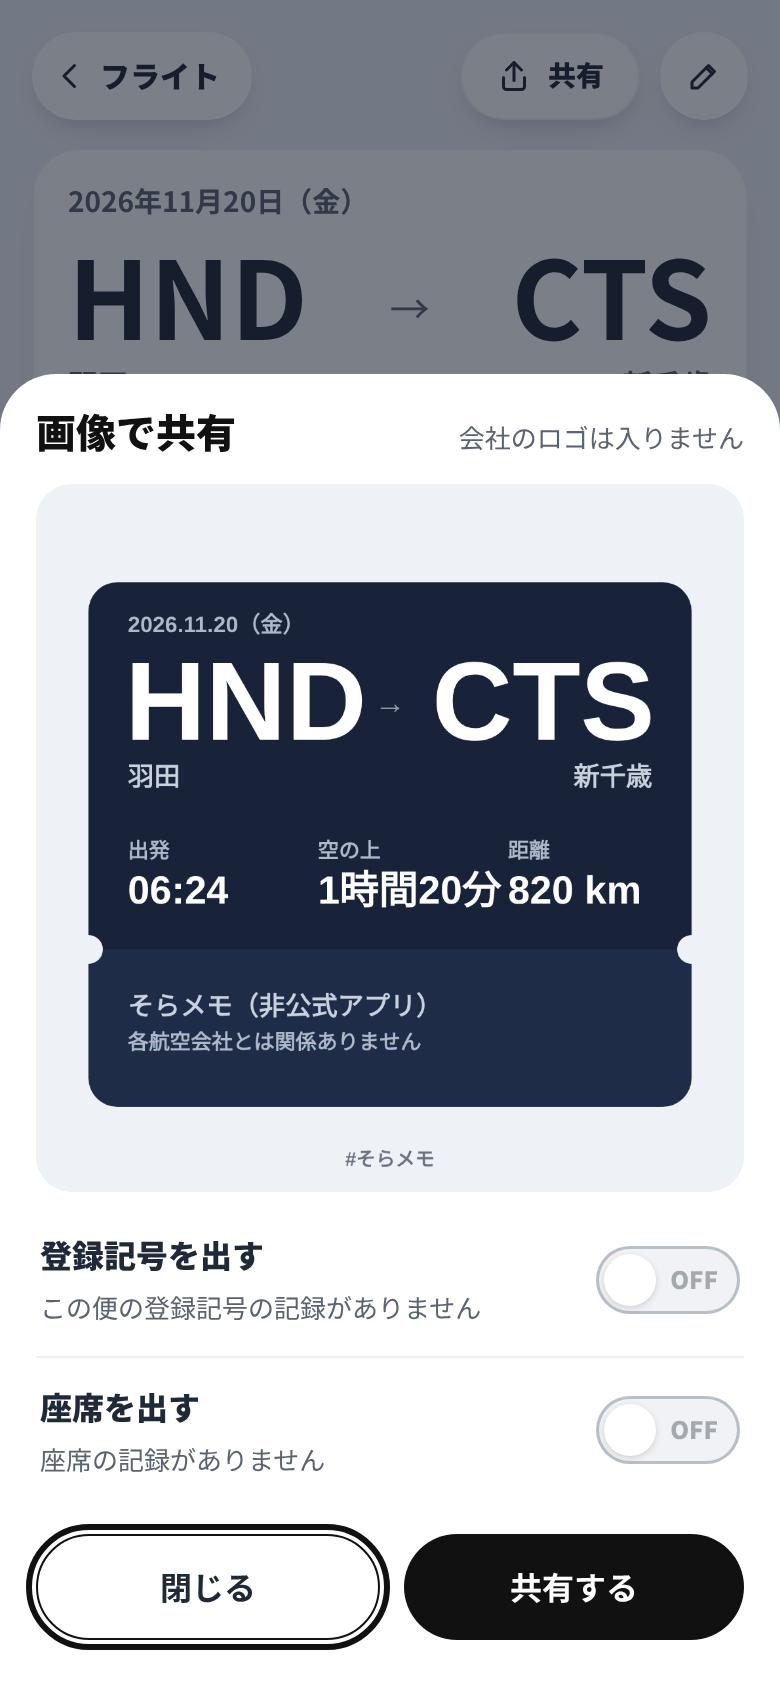 フライト
共有
2026年11月20日（金）
HND → CTS
画像で共有
会社のロゴは入りません
2026.11.20（金）
HND → CTS
羽田 新千歳
出発 空の上 距離
06:24 1時間20分 820 km
そらメモ（非公式アプリ）
各航空会社とは関係ありません
#そらメモ
登録記号を出す
OFF
この便の登録記号の記録がありません
座席を出す
OFF
座席の記録がありません
閉じる 共有する